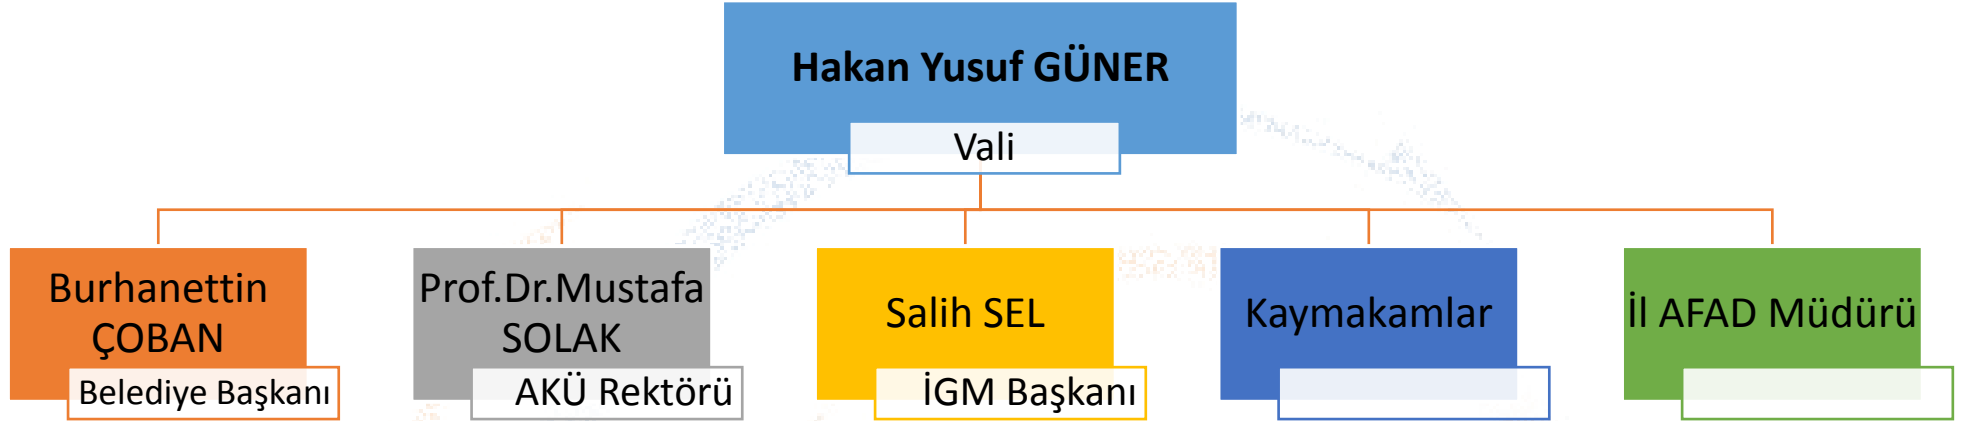 Hakan Yusuf GÜNER
Vali
Burhanettin
ÇOBAN
Belediye Başkanı
Prof.Dr.Mustafa
SOLAK
AKÜ Rektörü
Salih SEL
İGM Başkanı
Kaymakamlar
İl AFAD Müdürü